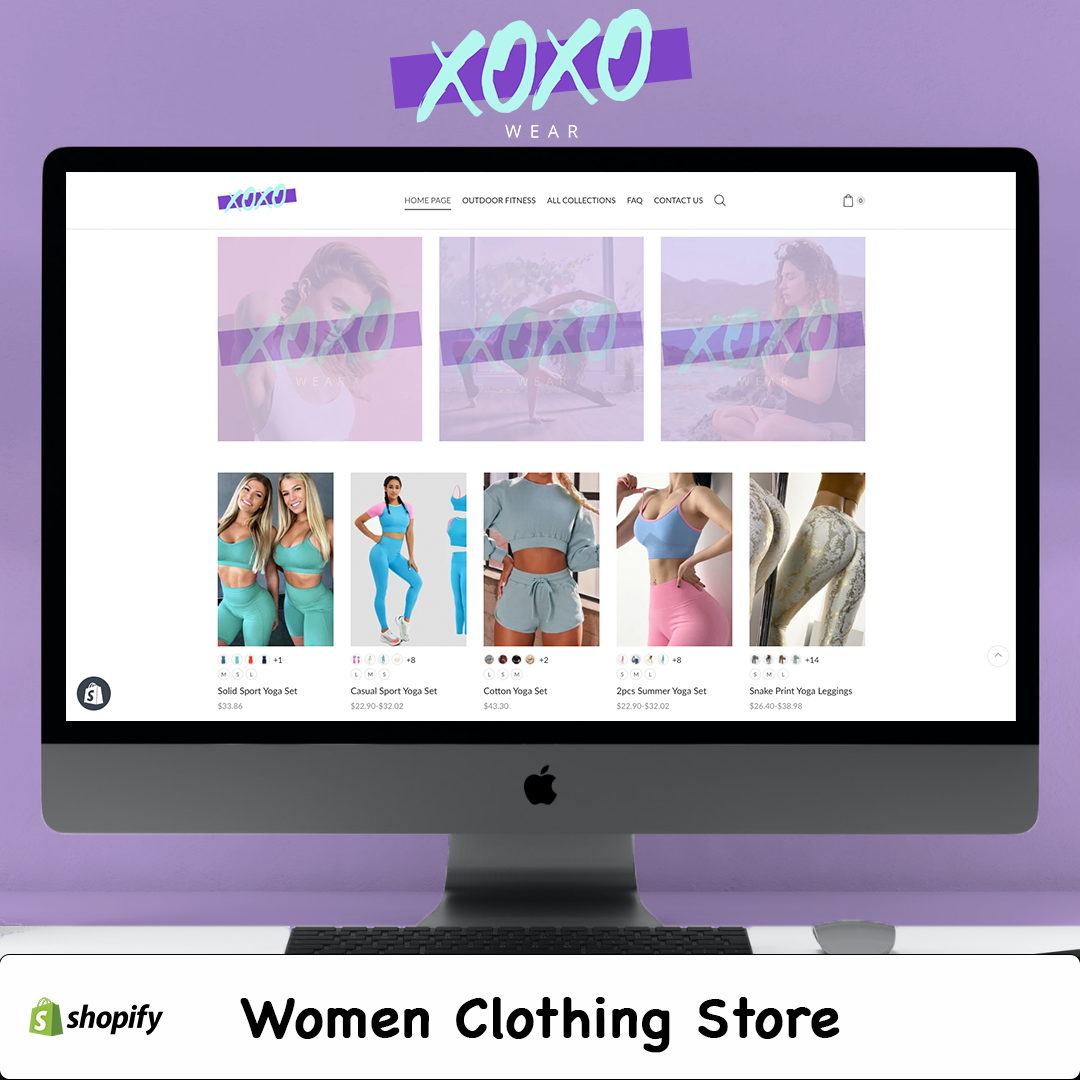 XOXO
WEAR
XOXO
HOME PAGE OUTDOOR FITNESS ALL COLLECTIONS FAQ CONTACT US 0
XOXO XOXO XOXO
WEAR WEAR WEAR
+1 +8 +2 +8 +14
M S L L M S L S M S M L S M L
Solid Sport Yoga Set Casual Sport Yoga Set Cotton Yoga Set 2pcs Summer Yoga Set Snake Print Yoga Leggings
$33.86 $22.90-$32.02 $43.30 $22.90-$32.02 $26.40-$38.98
shopify Women Clothing Store